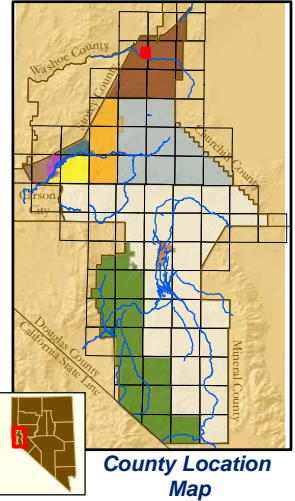 Washoe County
Storey County
Churchill County
Carson
City
Douglas County
California State Line
Mineral County
County Location
Map